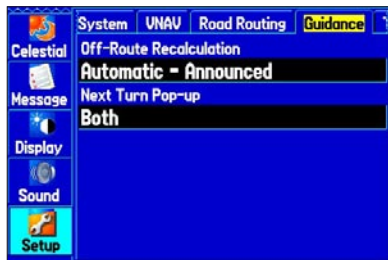 System VNAV Road Routing Guidance
Celestial
Off-Route Recalculation
Automatic - Announced
Message
Next Turn Pop-up
Both
Display
Sound
Setup